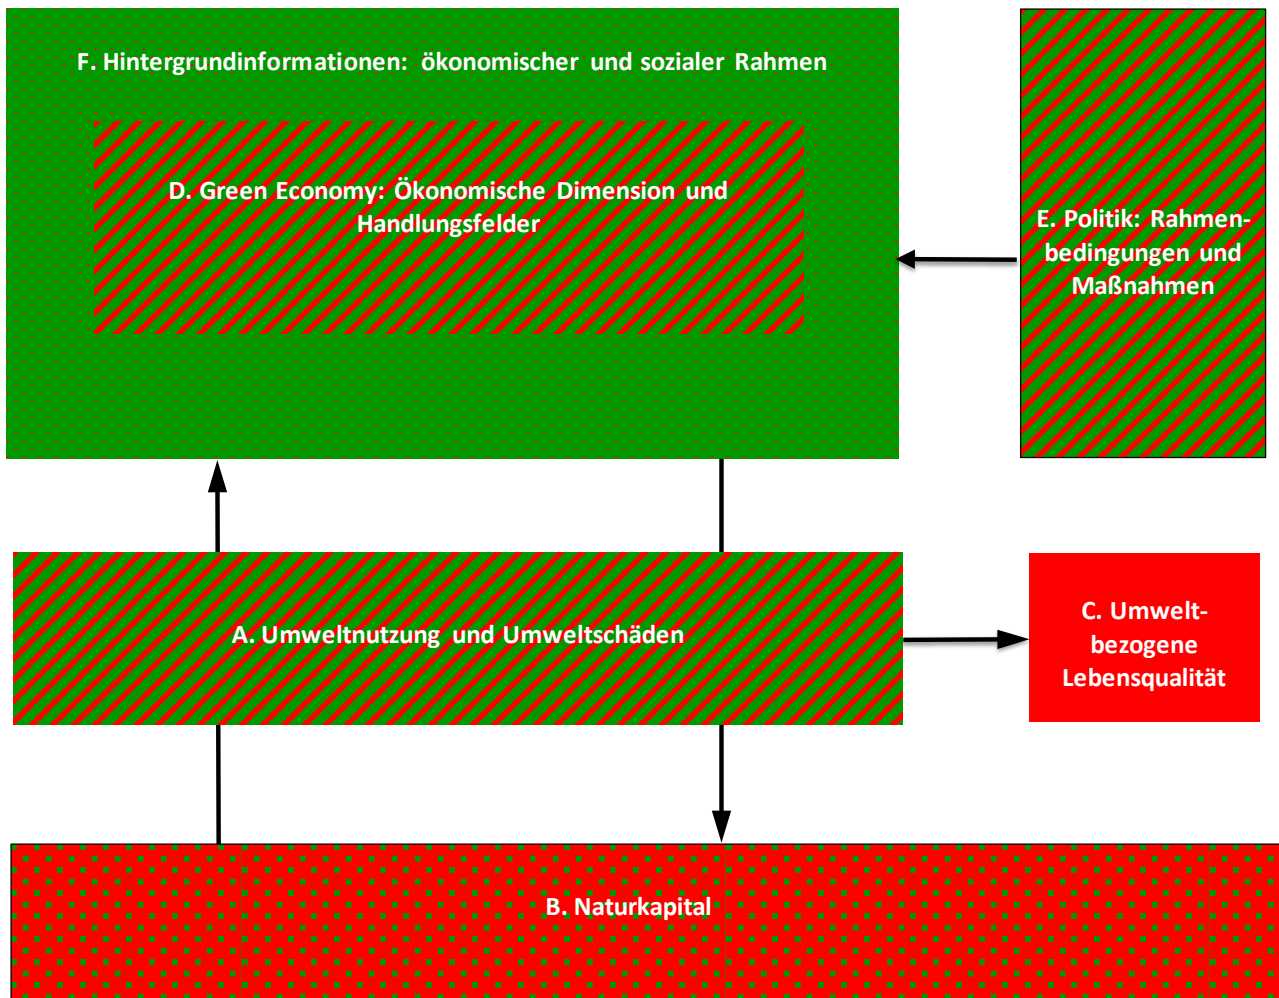 F. Hintergrundinformationen: ökonomischer und sozialer Rahmen
D. Green Economy: Ökonomische Dimension und
Handlungsfelder
E. Politik: Rahmen-
bedingungen und
Maßnahmen
A. Umweltnutzung und Umweltschäden
C. Umwelt-
bezogene
Lebensqualität
B. Naturkapital